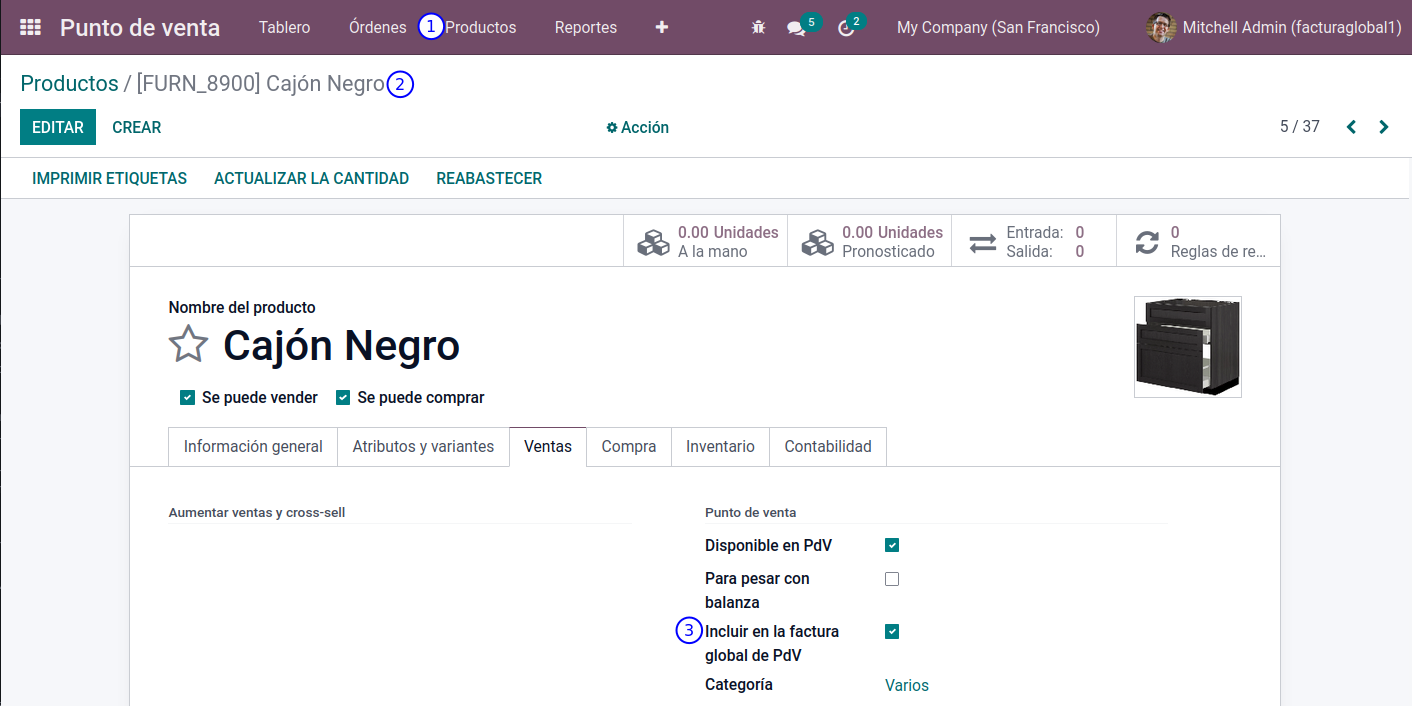 Punto de venta Tablero Órdenes 1 Productos Reportes + 5 2 My Company (San Francisco) Mitchell Admin (facturaglobal1)
Productos / [FURN_8900] Cajón Negro 2
EDITAR CREAR Acción 5 / 37
IMPRIMIR ETIQUETAS ACTUALIZAR LA CANTIDAD REABASTECER
0.00 Unidades 0.00 Unidades Entrada: 0 0
A la mano Pronosticado Salida: 0 Reglas de re...
Nombre del producto
Cajón Negro
Se puede vender Se puede comprar
Información general Atributos y variantes Ventas Compra Inventario Contabilidad
Aumentar ventas y cross-sell Punto de venta
Disponible en PdV
Para pesar con
balanza
3 Incluir en la factura
global de PdV
Categoría Varios